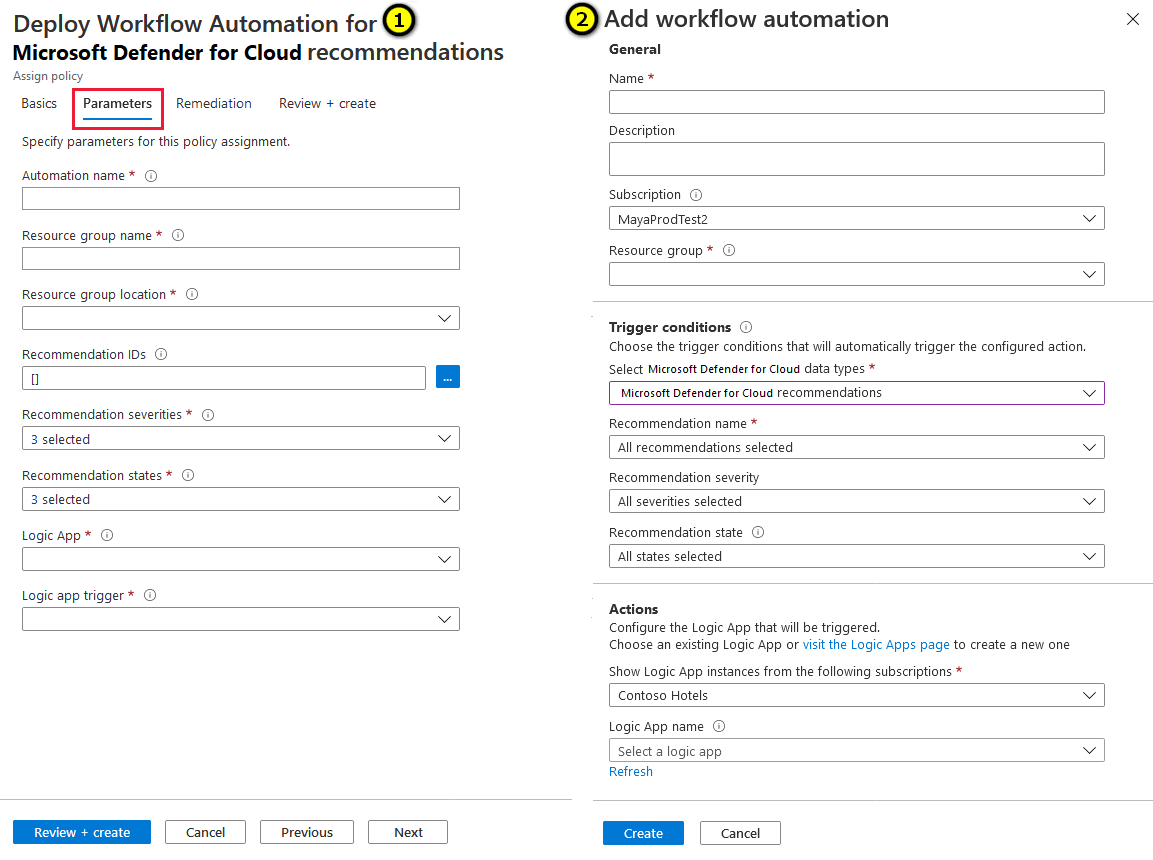 Deploy Workflow Automation for
1
Microsoft Defender for Cloud recommendations
Assign policy
Basics
Parameters
Remediation
Review + create
Specify parameters for this policy assignment.
Automation name *
Resource group name *
Resource group location *
Recommendation IDs
[]
...
Recommendation severities *
3 selected
Recommendation states *
3 selected
Logic App *
Logic app trigger *
Review + create
Cancel
Previous
Next
2
Add workflow automation
General
Name *
Description
Subscription
MayaProdTest2
Resource group *
Trigger conditions
Choose the trigger conditions that will automatically trigger the configured action.
Select Microsoft Defender for Cloud data types *
Microsoft Defender for Cloud recommendations
Recommendation name *
All recommendations selected
Recommendation severity
All severities selected
Recommendation state
All states selected
Actions
Configure the Logic App that will be triggered.
Choose an existing Logic App or visit the Logic Apps page to create a new one
Show Logic App instances from the following subscriptions *
Contoso Hotels
Logic App name
Select a logic app
Refresh
Create
Cancel